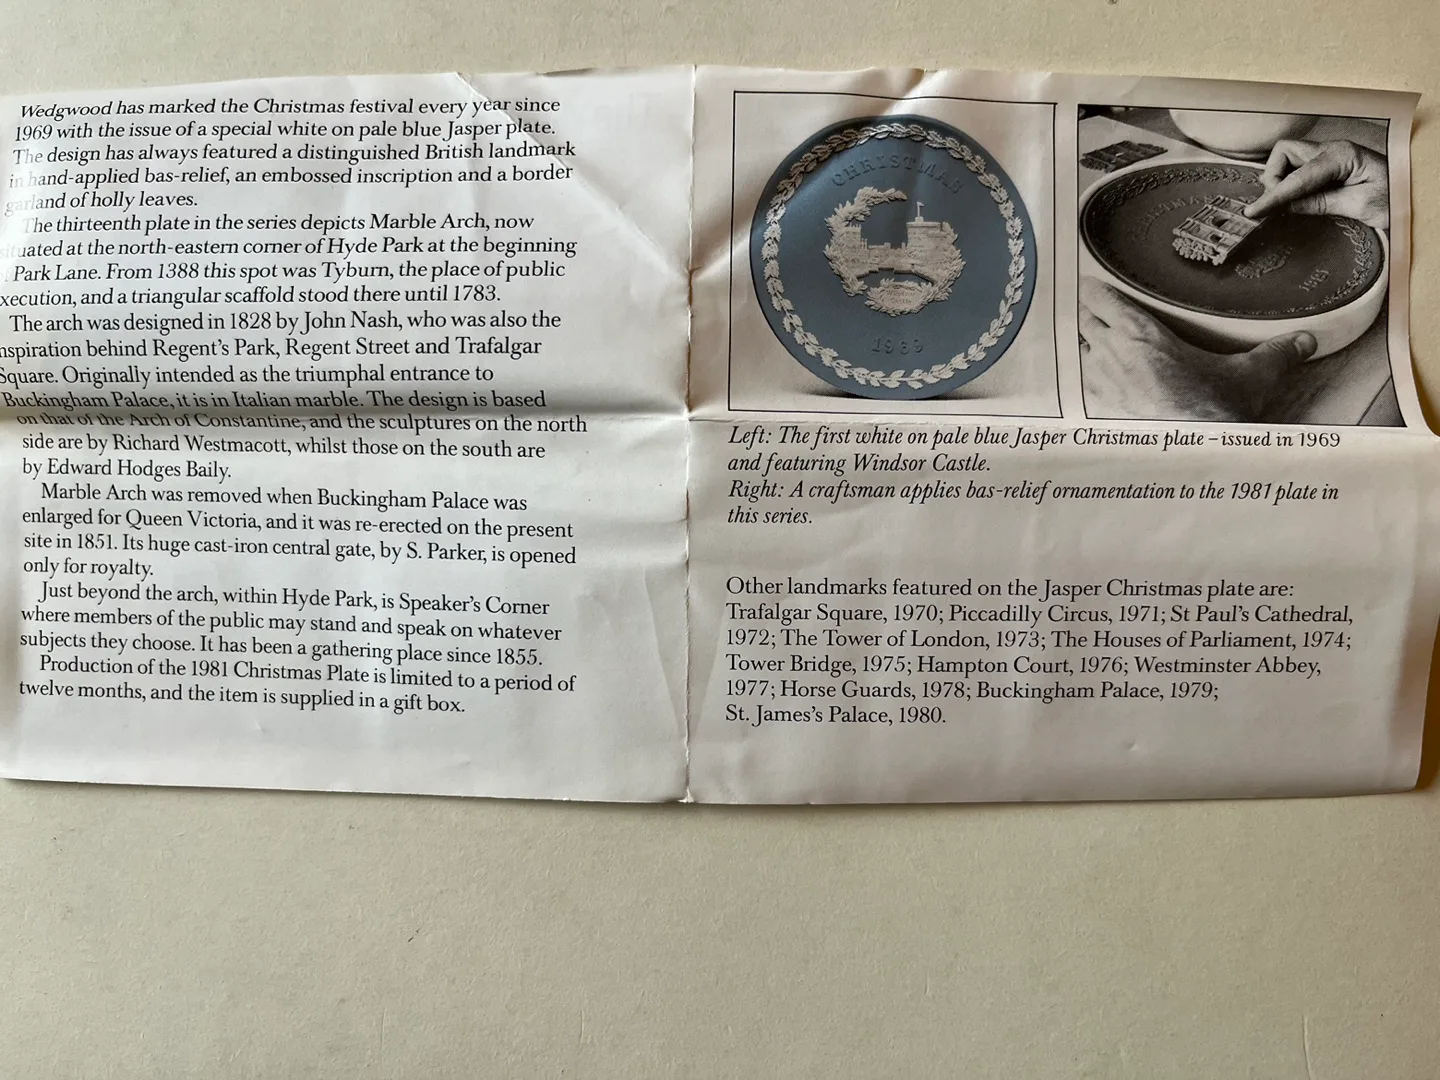 Wedgwood has marked the Christmas festival every year since
1969 with the issue of a special white on pale blue Jasper plate.
The design has always featured a distinguished British landmark
in hand-applied bas-relief, an embossed inscription and a border
garland of holly leaves.
The thirteenth plate in the series depicts Marble Arch, now
situated at the north-eastern corner of Hyde Park at the beginning
Park Lane. From 1388 this spot was Tyburn, the place of public
xecution, and a triangular scaffold stood there until 1783.
The arch was designed in 1828 by John Nash, who was also the
nspiration behind Regent's Park, Regent Street and Trafalgar
Square. Originally intended as the triumphal entrance to
Buckingham Palace, it is in Italian marble. The design is based
on that of the Arch of Constantine, and the sculptures on the north
side are by Richard Westmacott, whilst those on the south are
by Edward Hodges Baily.
Marble Arch was removed when Buckingham Palace was
enlarged for Queen Victoria, and it was re-erected on the present
site in 1851. Its huge cast-iron central gate, by S. Parker, is opened
only for royalty.
Just beyond the arch, within Hyde Park, is Speaker's Corner
where members of the public may stand and speak on whatever
subjects they choose. It has been a gathering place since 1855.
Production of the 1981 Christmas Plate is limited to a period of
twelve months, and the item is supplied in a gift box.
CHRISTMAS
1969
1981
Left: The first white on pale blue Jasper Christmas plate – issued in 1969
and featuring Windsor Castle.
Right: A craftsman applies bas-relief ornamentation to the 1981 plate in
this series.
Other landmarks featured on the Jasper Christmas plate are:
Trafalgar Square, 1970; Piccadilly Circus, 1971; St Paul's Cathedral,
1972; The Tower of London, 1973; The Houses of Parliament, 1974;
Tower Bridge, 1975; Hampton Court, 1976; Westminster Abbey,
1977; Horse Guards, 1978; Buckingham Palace, 1979;
St. James's Palace, 1980.